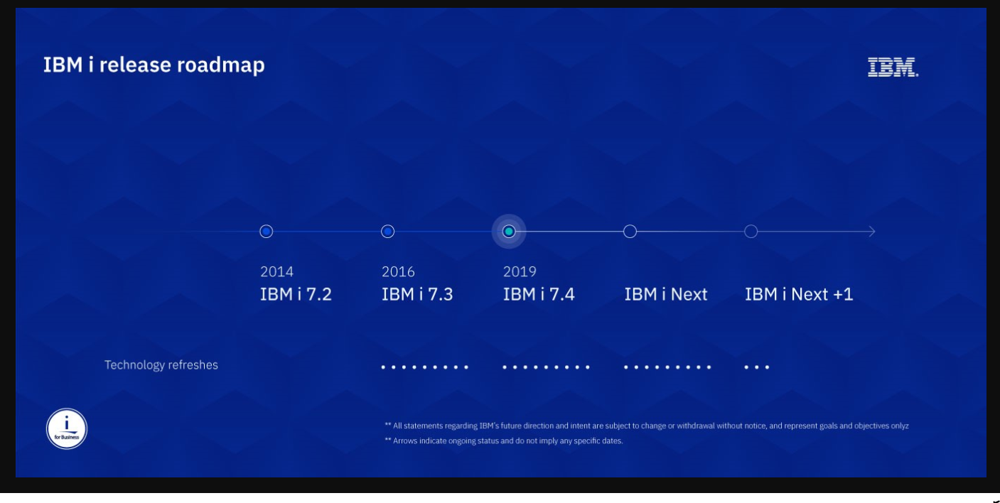 IBM i release roadmap
IBM.
2014
IBM i 7.2
2016
IBM i 7.3
2019
IBM i 7.4
IBM i Next
IBM i Next +1
Technology refreshes
i
for Business
** All statements regarding IBM's future direction and intent are subject to change or withdrawal without notice, and represent goals and objectives onlyz
** Arrows indicate ongoing status and do not imply any specific dates.